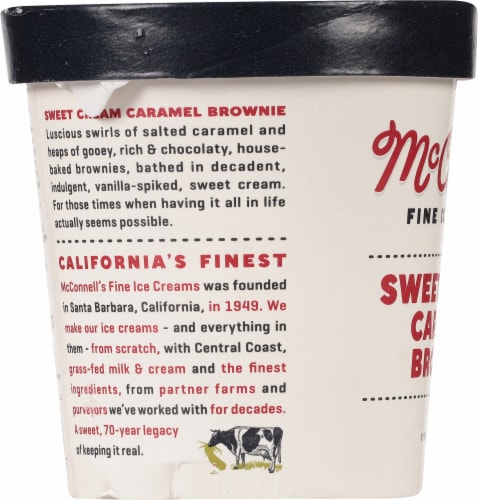 SWEET CREAM CARAMEL BROWNIE
Luscious swirls of salted caramel and
heaps of gooey, rich & chocolaty, house-
baked brownies, bathed in decadent,
indulgent, vanilla-spiked, sweet cream.
For those times when having it all in life
actually seems possible.
CALIFORNIA'S FINEST
McConnell's Fine Ice Creams was founded
in Santa Barbara, California, in 1949. We
make our ice creams - and everything in
them - from scratch, with Central Coast,
grass-fed milk & cream and the finest
ingredients, from partner farms and
purveyors we've worked with for decades.
A sweet, 70-year legacy
of keeping it real.
McC
FINE
SWEE
CA
BR